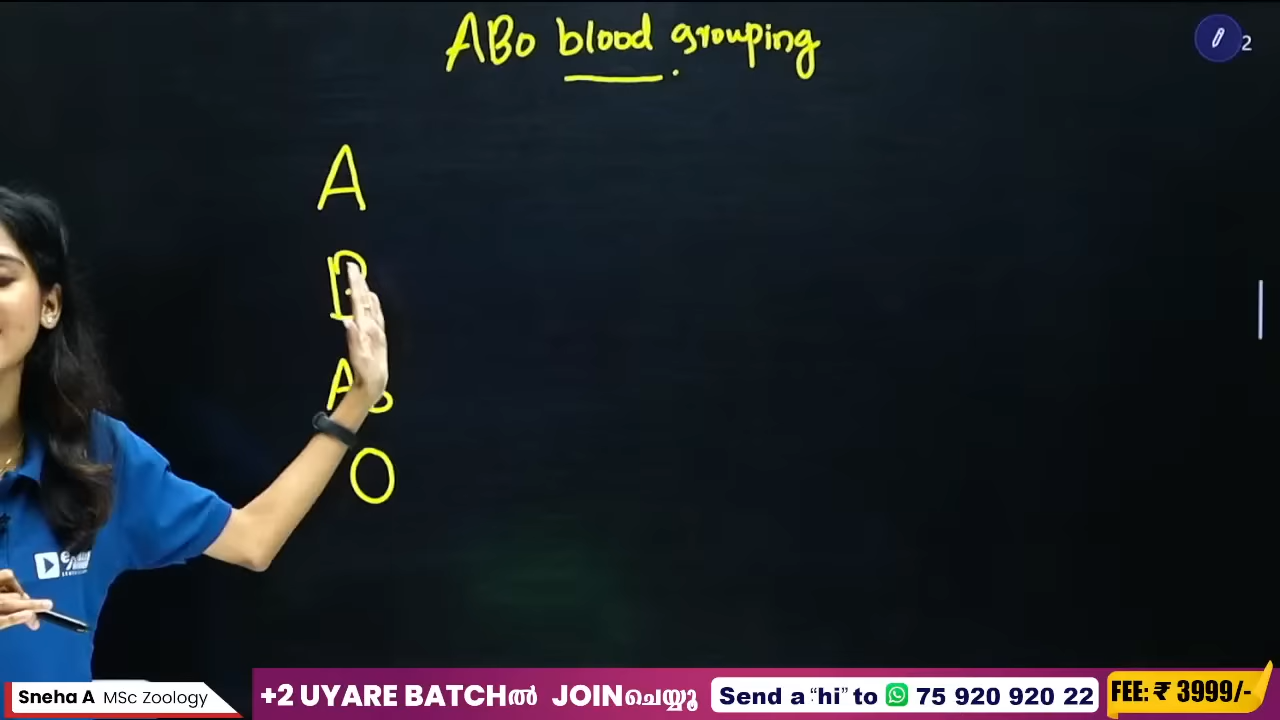 ABO blood grouping
2
A
B
AB
O
Sneha A MSc Zoology
+2 UYARE BATCHൽ JOINചെയ്യൂ
Send a “hi” to 75 920 920 22
FEE: ₹ 3999/-